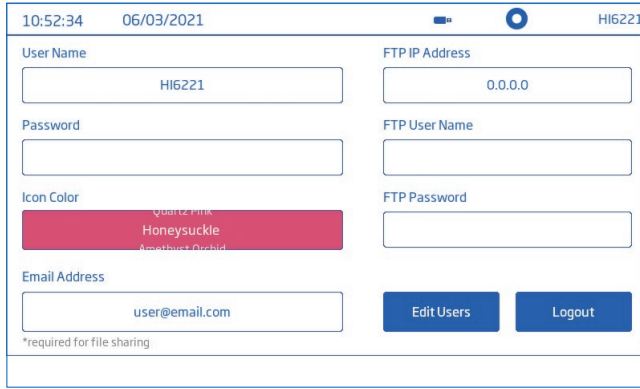 10:52:34 06/03/2021 HI6221
User Name
HI6221
Password
Icon Color
Quartz Pink
Honeysuckle
Amethyst Orchid
Email Address
user@email.com
*required for file sharing
FTP IP Address
0.0.0.0
FTP User Name
FTP Password
Edit Users
Logout